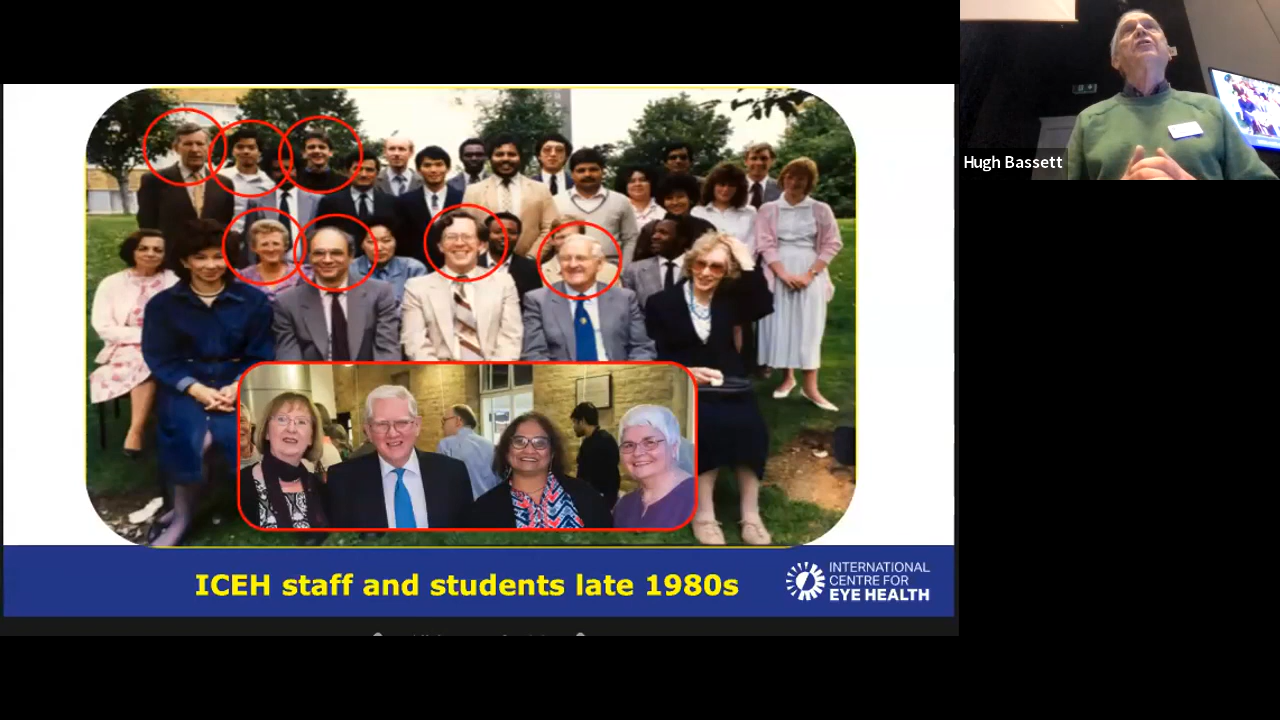 Hugh Bassett
ICEH staff and students late 1980s
INTERNATIONAL
CENTRE FOR
EYE HEALTH